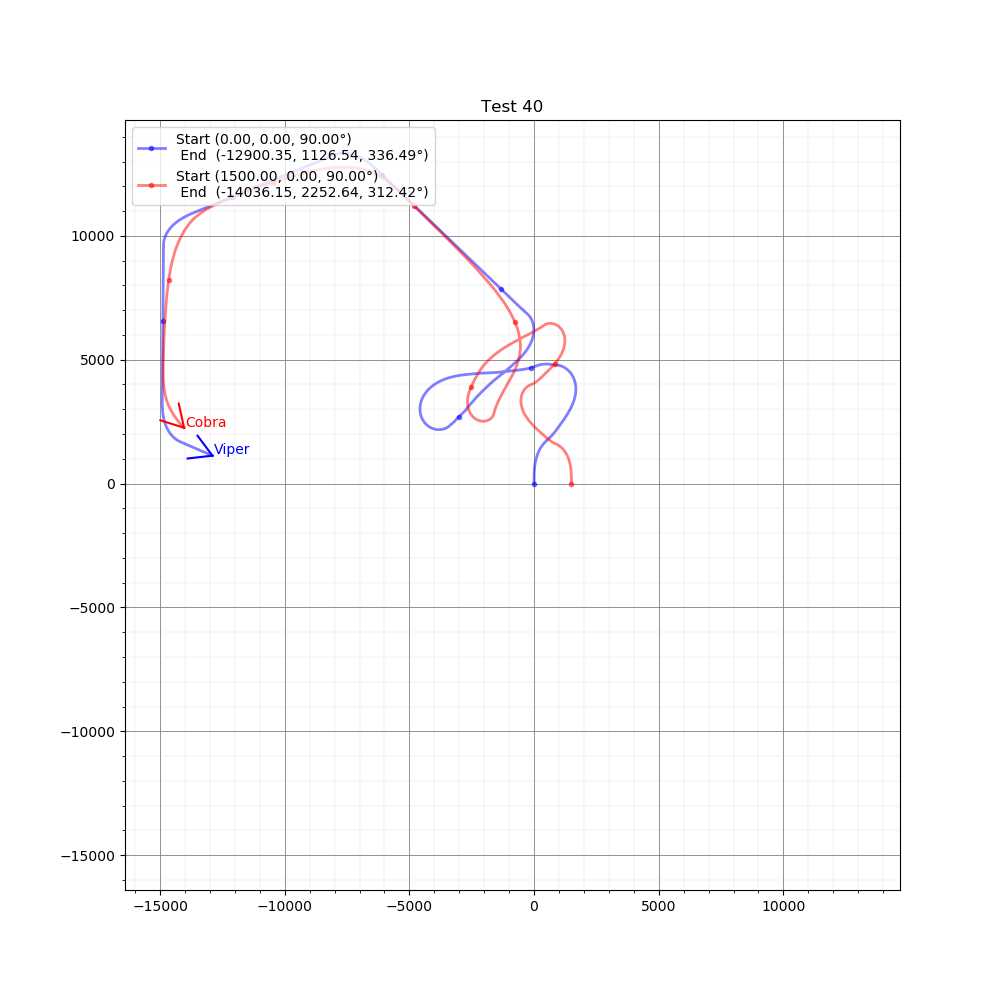 Test 40
Start (0.00, 0.00, 90.00°)
End (-12900.35, 1126.54, 336.49°)
Start (1500.00, 0.00, 90.00°)
End (-14036.15, 2252.64, 312.42°)
10000
5000
0
−5000
−10000
−15000
Cobra
Viper
−15000 −10000 −5000 0 5000 10000